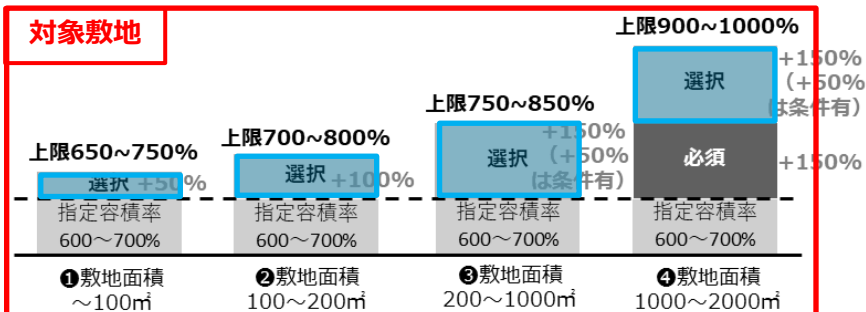 対象敷地
上限650~750%
選択 +50%
指定容積率
600～700%
❶敷地面積
～100㎡
上限700~800%
選択 +100%
指定容積率
600～700%
❷敷地面積
100～200㎡
上限750~850%
選択
+150%
（+50%
は条件有）
指定容積率
600～700%
❸敷地面積
200～1000㎡
上限900~1000%
選択
+150%
（+50%
は条件有）
必須
+150%
指定容積率
600～700%
❹敷地面積
1000～2000㎡